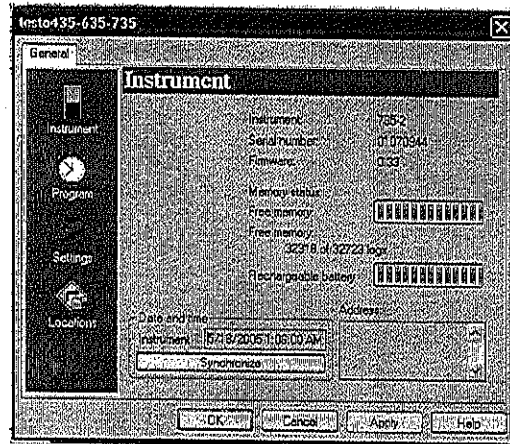 testo435-635-735
General
Instrument
Instrument
Instrument: 735-2
Serial number: 01070944
Firmware: 0.33
Program
Memory status:
Free memory:
Free memory:
32318 of 32723 logs
Settings
Rechargeable battery:
Locations
Date and time
Address:
Instrument: 5/18/2005 1:06:00 AM
Synchronize
OK Cancel Apply Help